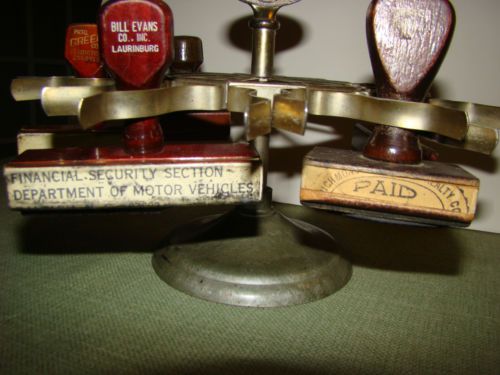 BILL EVANS
CO., INC.
LAURINBURG
FINANCIAL SECURITY SECTION
DEPARTMENT OF MOTOR VEHICLES
PAID